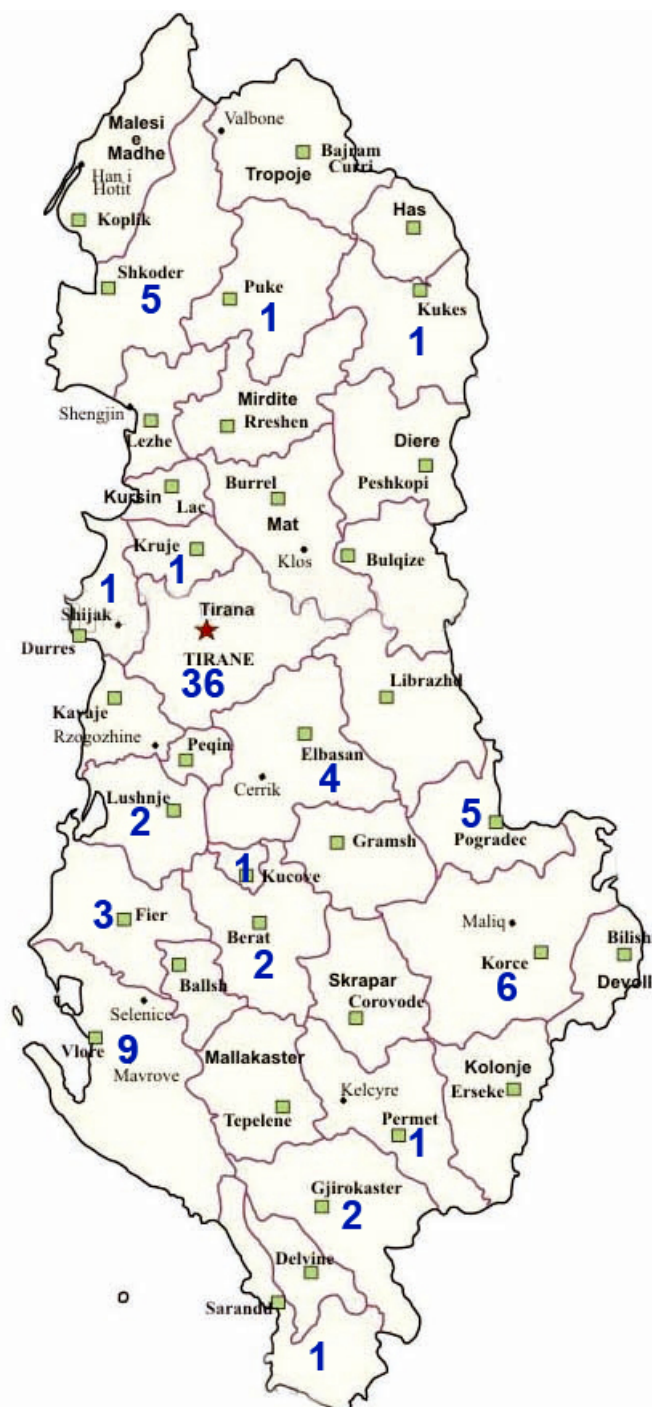 Valbone
Malesi
e
Madhe
Bajram
Curri
Tropoje
Han i
Hotit
Has
Koplik
Shkoder
5
Puke
1
Kukes
1
Mirdite
Shengjin
Rreshen
Lezhe
Diere
Peshkopi
Burrel
Kursin
Lac
Mat
Kruje
1
Klos
Bulqize
1
Shijak
Tirana
Durres
TIRANE
36
Librazhd
Kavaje
Rzogozhine
Peqin
Elbasan
4
Cerrik
Lushnje
2
5
Pogradec
Gramsh
1
Kucove
3
Fier
Berat
2
Maliq
Korce
6
Bilish
Devoll
Ballsh
Skrapar
Corovode
Selenice
Vlore
9
Mavrove
Mallakaster
Kolonje
Erseke
Kelcyre
Tepelene
Permet
1
Gjirokaster
2
Delvine
Sarande
1